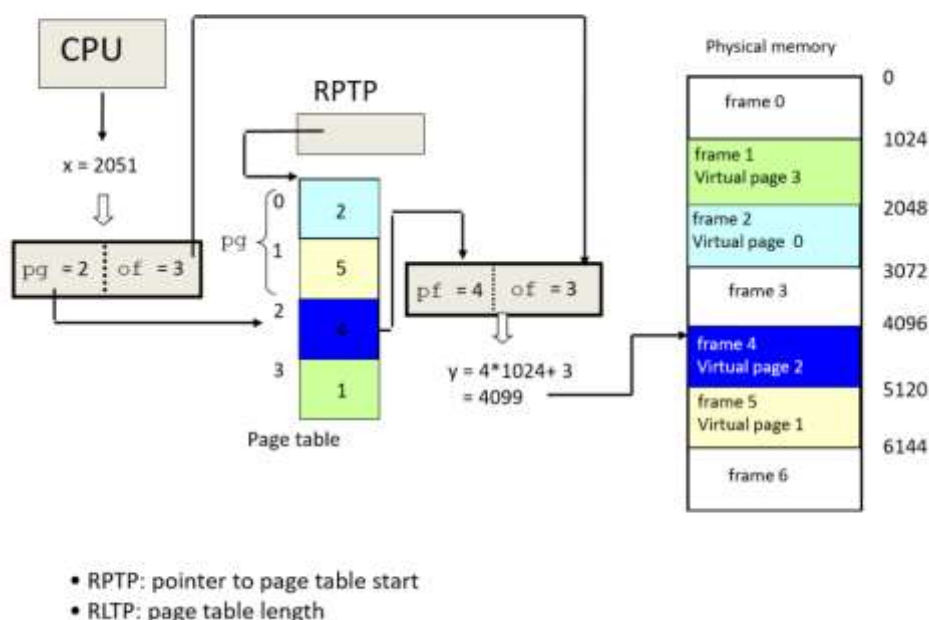 CPU
x = 2051
pg = 2 of = 3
RPTP
pg
0
1
2
3
2
5
4
1
Page table
pf = 4 of = 3
y = 4*1024+ 3
= 4099
Physical memory
frame 0
frame 1
Virtual page 3
frame 2
Virtual page 0
frame 3
frame 4
Virtual page 2
frame 5
Virtual page 1
frame 6
0
1024
2048
3072
4096
5120
6144
• RPTP: pointer to page table start
• RLTP: page table length